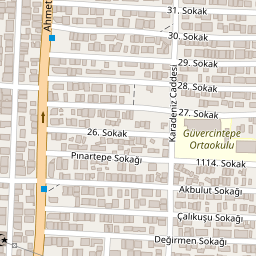 31. Sokak
Ahmet
30. Sokak
29. Sokak
Karadeniz Caddesi
28. Sokak
27. Sokak
26. Sokak
Güvercintepe
Ortaokulu
Pınartepe Sokağı
1114. Sokak
Akbulut Sokağı
Çalıkuşu Sokağı
Değirmen Sokağı